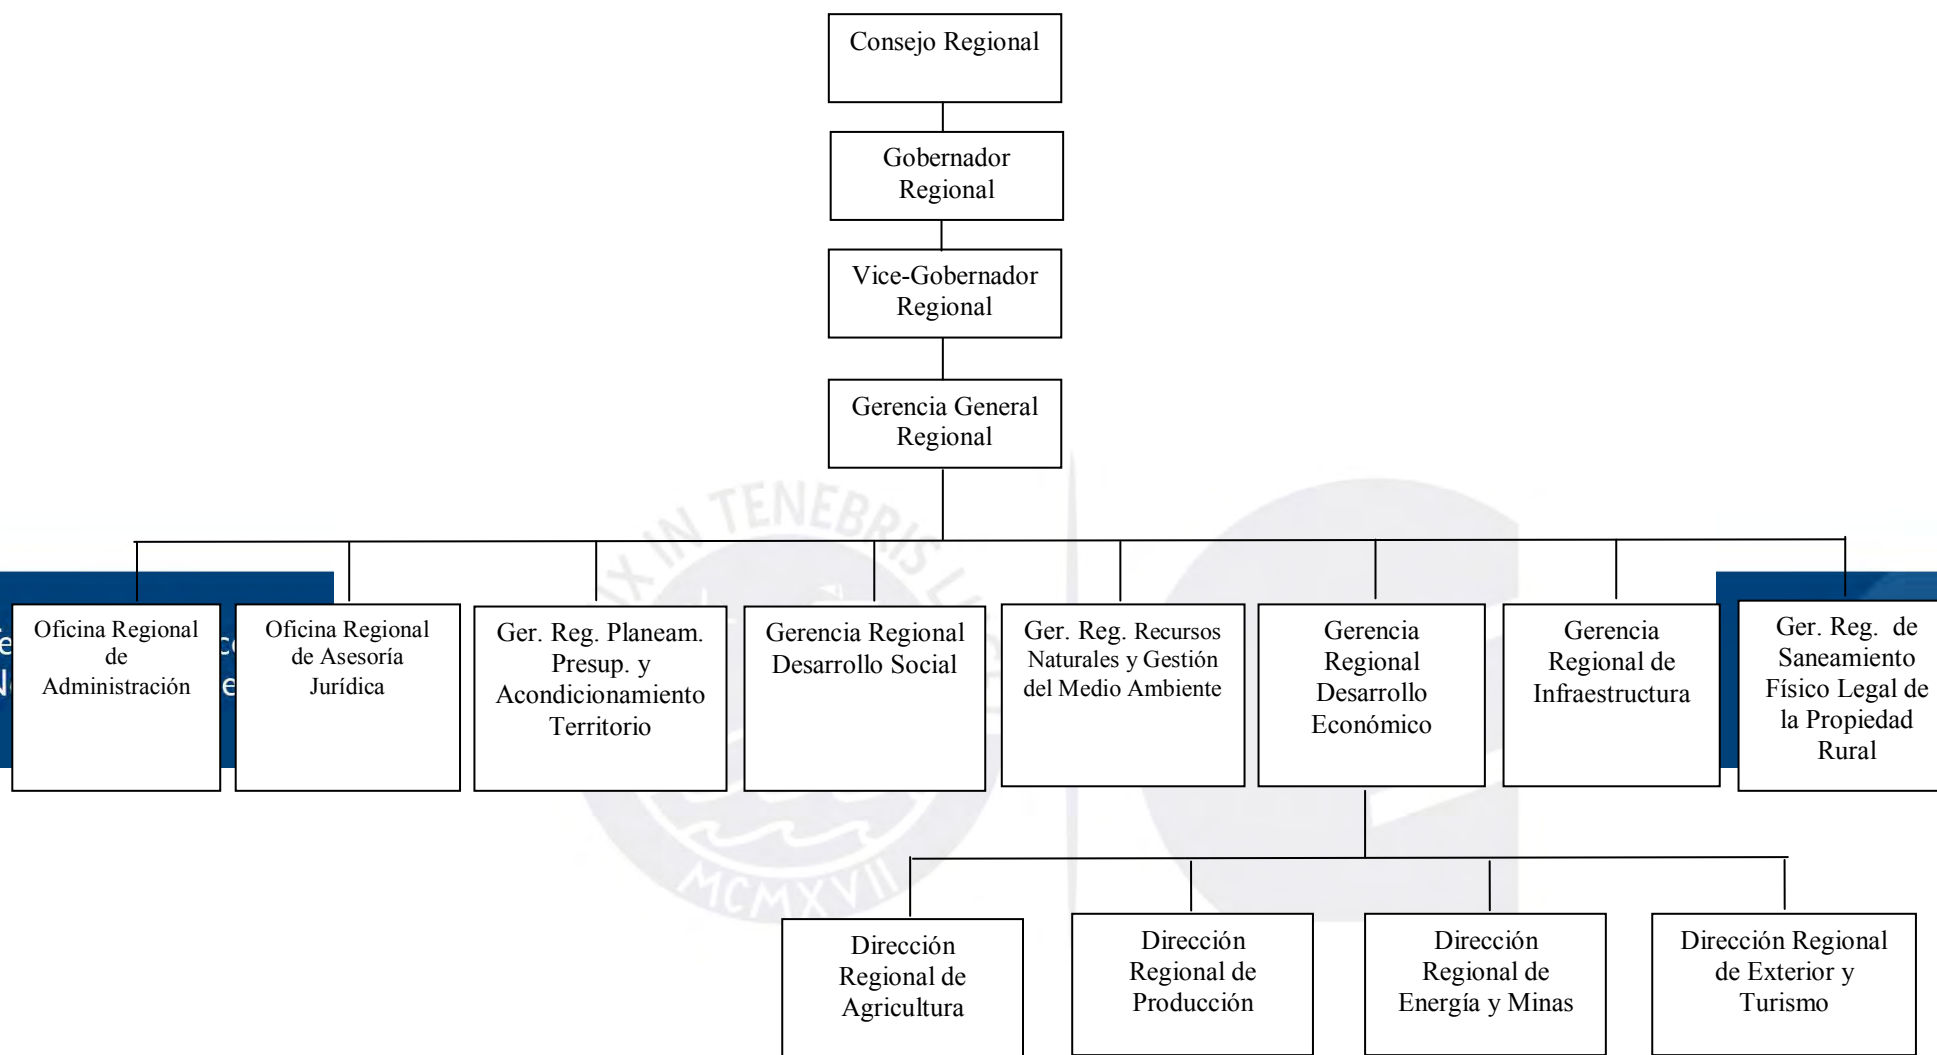 Consejo Regional
Gobernador
Regional
Vice-Gobernador
Regional
Gerencia General
Regional
Oficina Regional
de
Administración
Oficina Regional
de Asesoría
Jurídica
Ger. Reg. Planeam.
Presup. y
Acondicionamiento
Territorio
Gerencia Regional
Desarrollo Social
Ger. Reg. Recursos
Naturales y Gestión
del Medio Ambiente
Gerencia
Regional
Desarrollo
Económico
Gerencia
Regional de
Infraestructura
Ger. Reg. de
Saneamiento
Físico Legal de
la Propiedad
Rural
Dirección
Regional de
Agricultura
Dirección
Regional de
Producción
Dirección
Regional de
Energía y Minas
Dirección Regional
de Exterior y
Turismo
IN TENEBRIS
MCMXVII